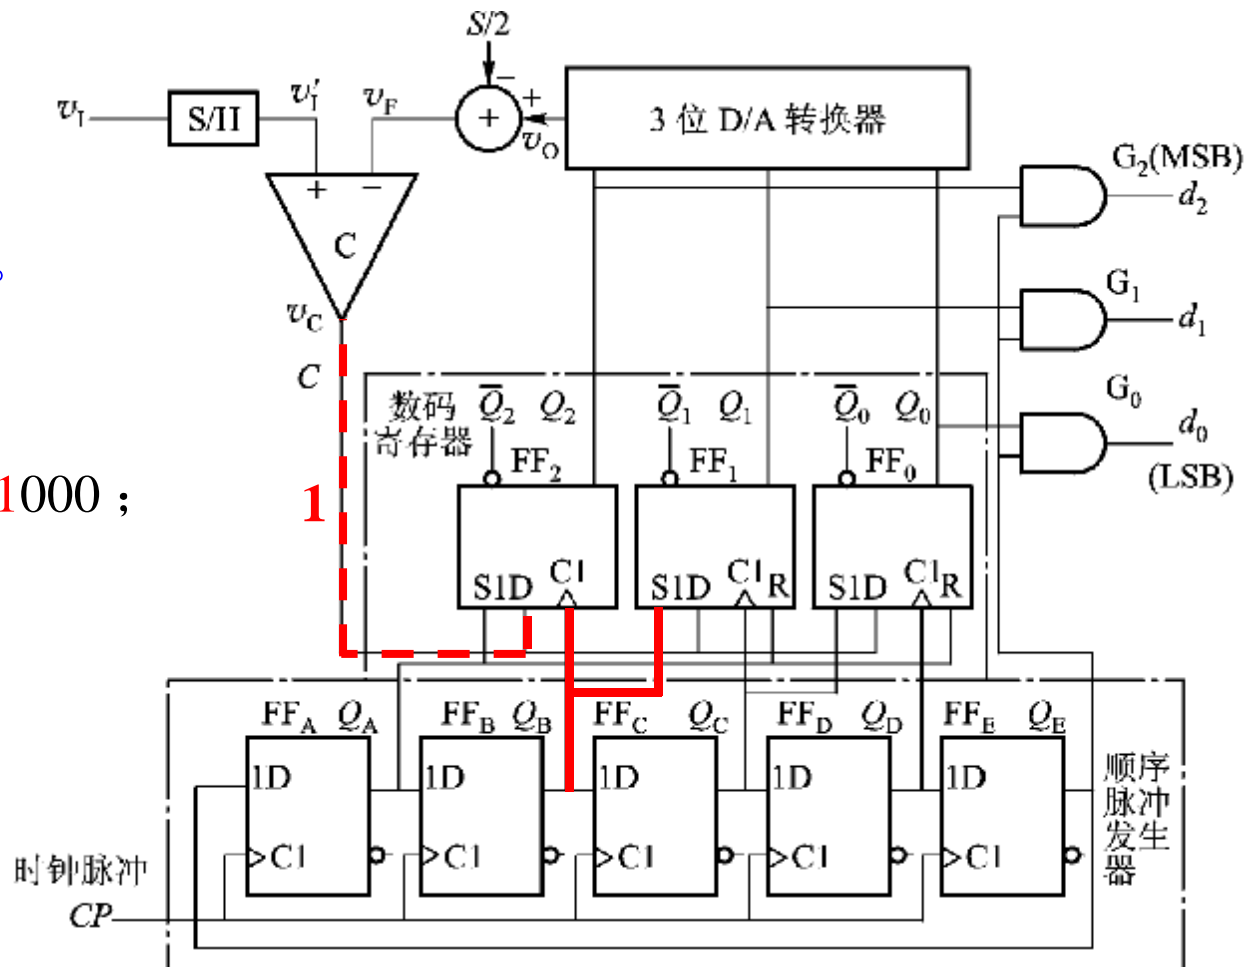 S/2
v_I S/H v_I′ v_F − + + v_O 3 位 D/A 转换器
+ −
C
G₂(MSB)
d₂
。
G₁
d₁
v_C
C
数码 Q̅₂ Q₂ Q̅₁ Q₁ Q̅₀ Q₀
寄存器
G₀
d₀
(LSB)
FF₂ FF₁ FF₀
1000；
1
S1D C1 S1D C1 R S1D C1 R
FF_A Q_A FF_B Q_B FF_C Q_C FF_D Q_D FF_E Q_E
1D 1D 1D 1D 1D
C1 C1 C1 C1 C1
顺序
脉冲
发生
器
时钟脉冲
CP